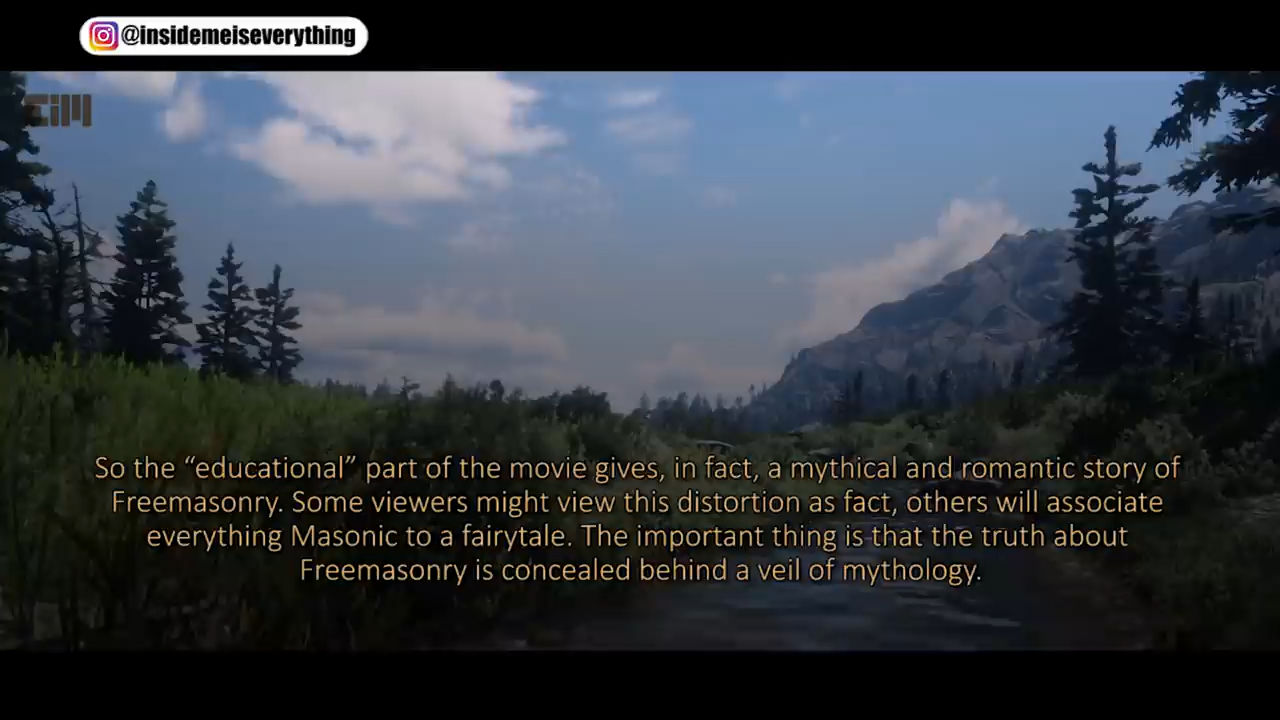 @insidemeiseverything
EiM
So the “educational” part of the movie gives, in fact, a mythical and romantic story of
Freemasonry. Some viewers might view this distortion as fact, others will associate
everything Masonic to a fairytale. The important thing is that the truth about
Freemasonry is concealed behind a veil of mythology.